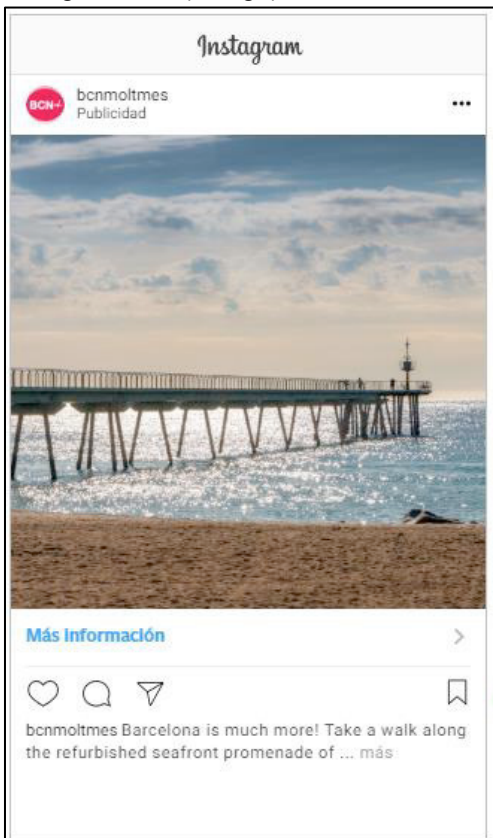 Instagram
BCN+
bcnmoltmes
Publicidad
Más información
bcnmoltmes Barcelona is much more! Take a walk along
the refurbished seafront promenade of ... más